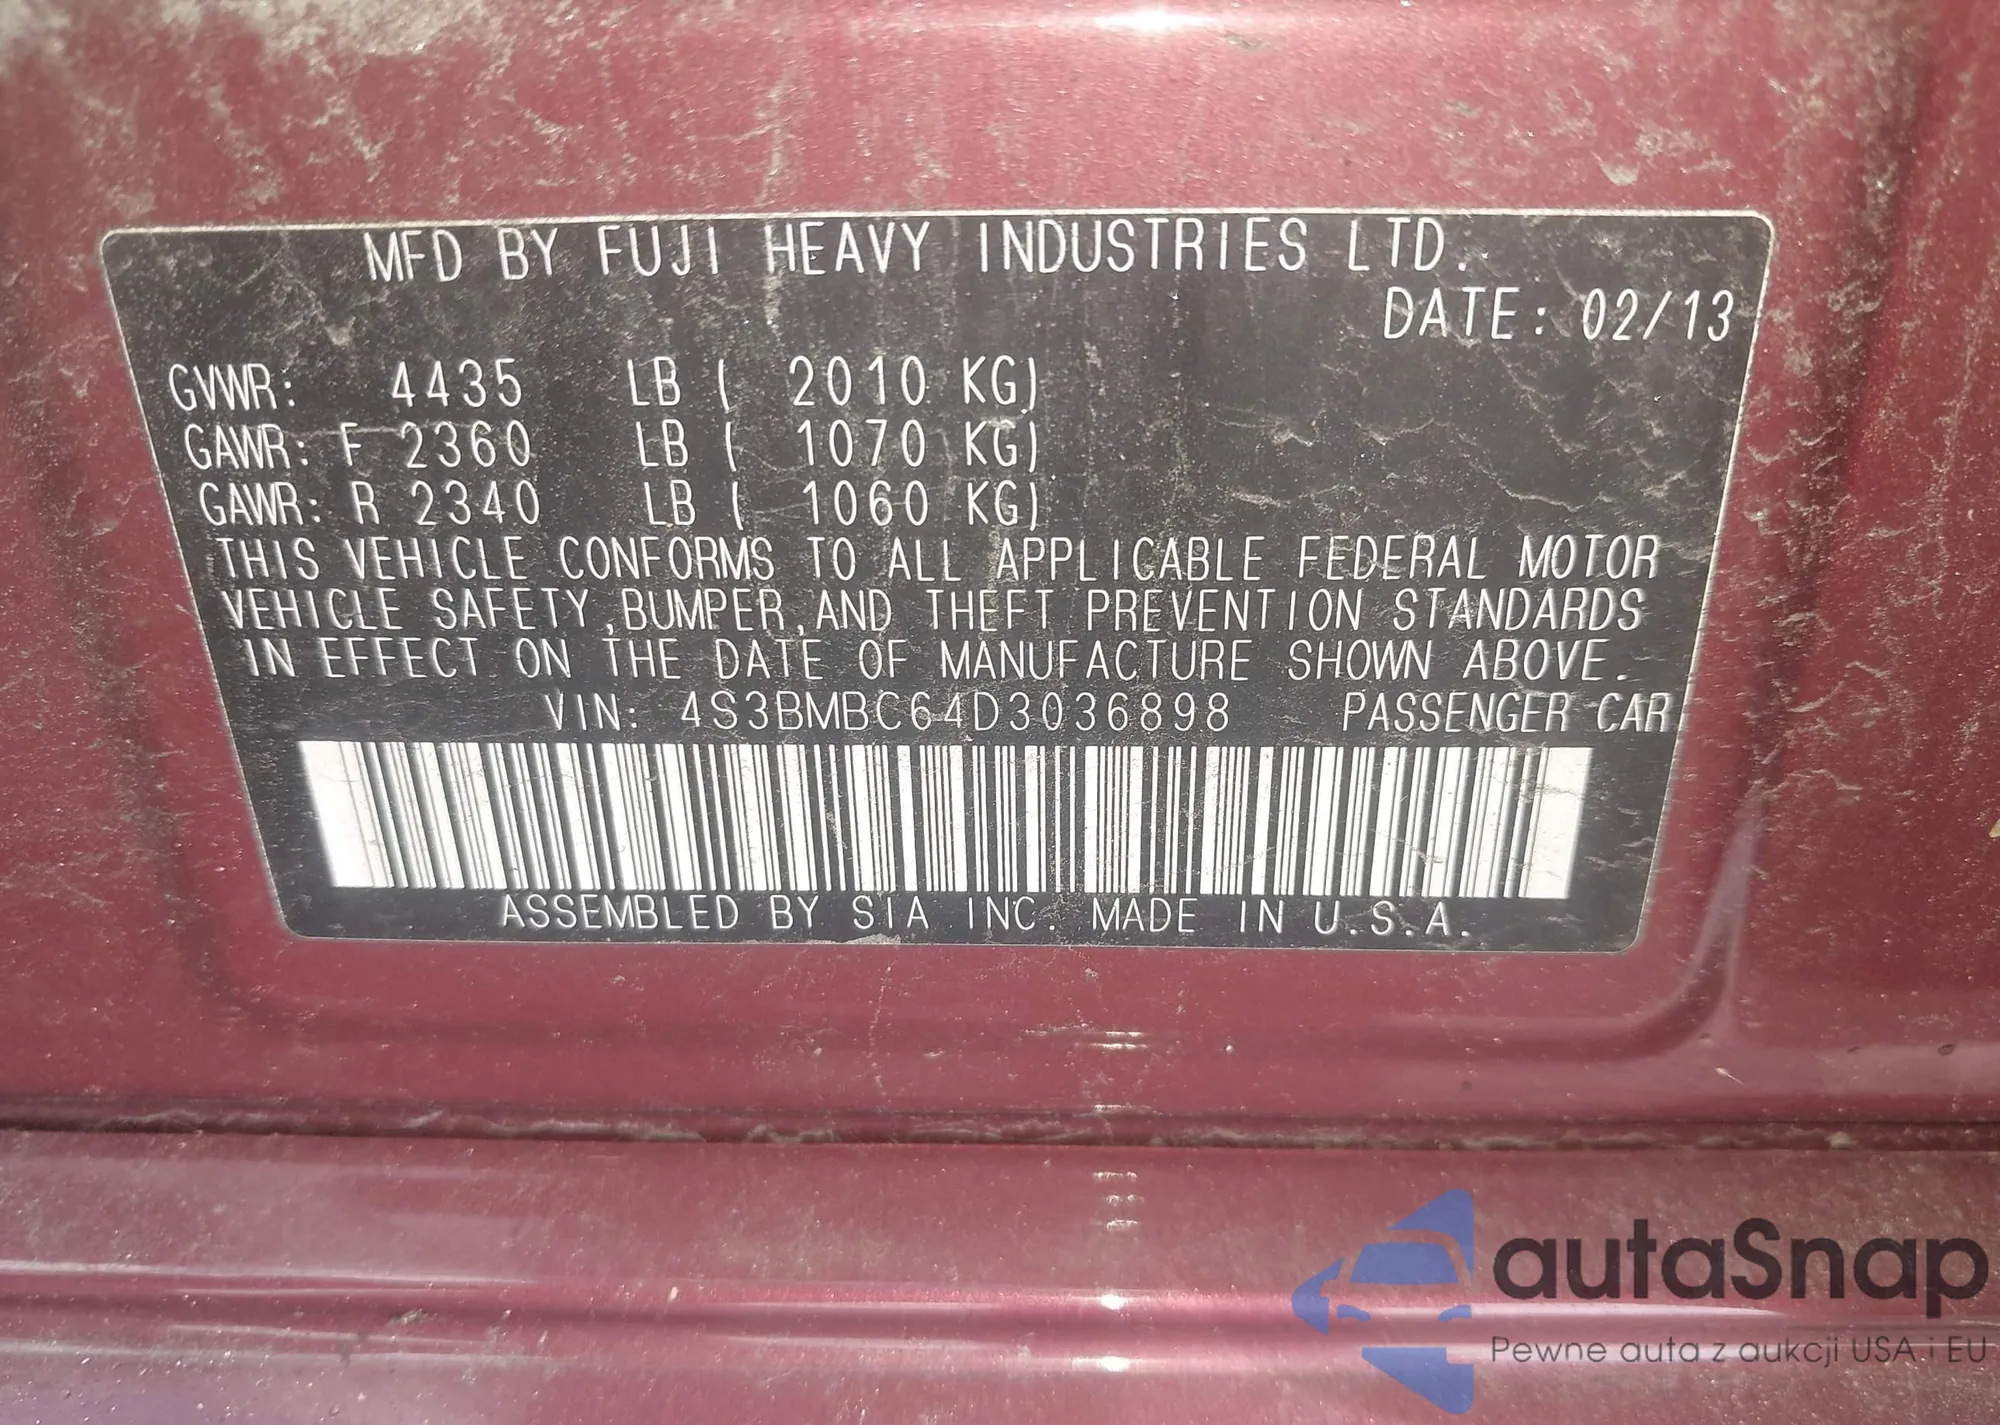 MFD BY FUJI HEAVY INDUSTRIES LTD.
DATE: 02/13
GVWR: 4435 LB ( 2010 KG)
GAWR: F 2360 LB ( 1070 KG)
GAWR: R 2340 LB ( 1060 KG)
THIS VEHICLE CONFORMS TO ALL APPLICABLE FEDERAL MOTOR
VEHICLE SAFETY,BUMPER,AND THEFT PREVENTION STANDARDS
IN EFFECT ON THE DATE OF MANUFACTURE SHOWN ABOVE.
VIN: 4S3BMBC64D3036898 PASSENGER CAR
ASSEMBLED BY SIA INC. MADE IN U.S.A.
autaSnap
Pewne auta z aukcji USA i EU